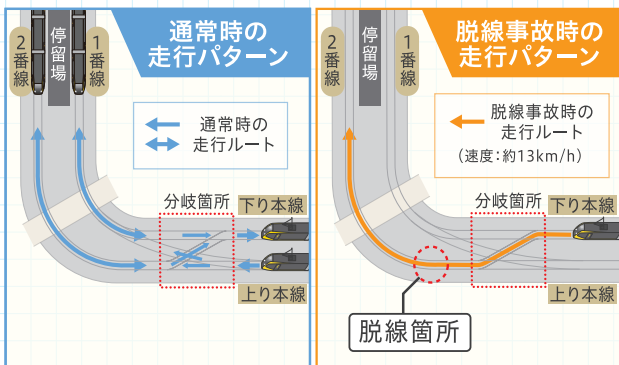 通常時の
走行パターン
2番線
停留場
1番線
通常時の
走行ルート
分岐箇所
下り本線
上り本線
脱線事故時の
走行パターン
2番線
停留場
1番線
脱線事故時の
走行ルート
（速度：約13km/h）
分岐箇所
下り本線
上り本線
脱線箇所